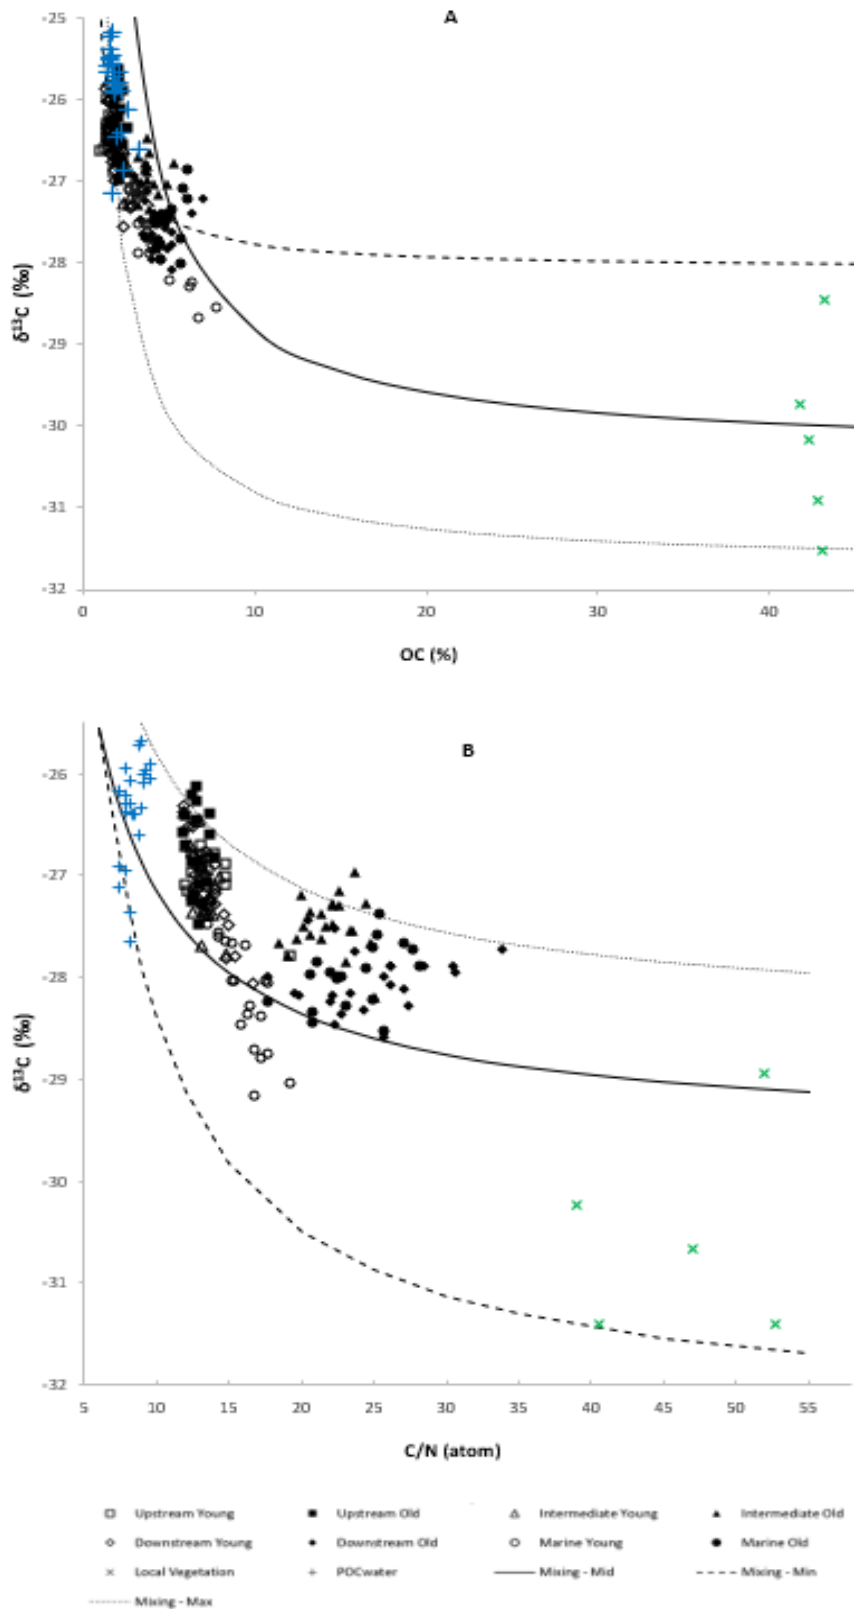 A
-25
-26
-27
-28
-29
-30
-31
-32
δ¹³C (‰)
0 10 20 30 40
OC (%)
B
-26
-27
-28
-29
-30
-31
-32
δ¹³C (‰)
5 10 15 20 25 30 35 40 45 50 55
C/N (atom)
Upstream Young Upstream Old Intermediate Young Intermediate Old
Downstream Young Downstream Old Marine Young Marine Old
Local Vegetation POCwater Mixing - Mid Mixing - Min
Mixing - Max